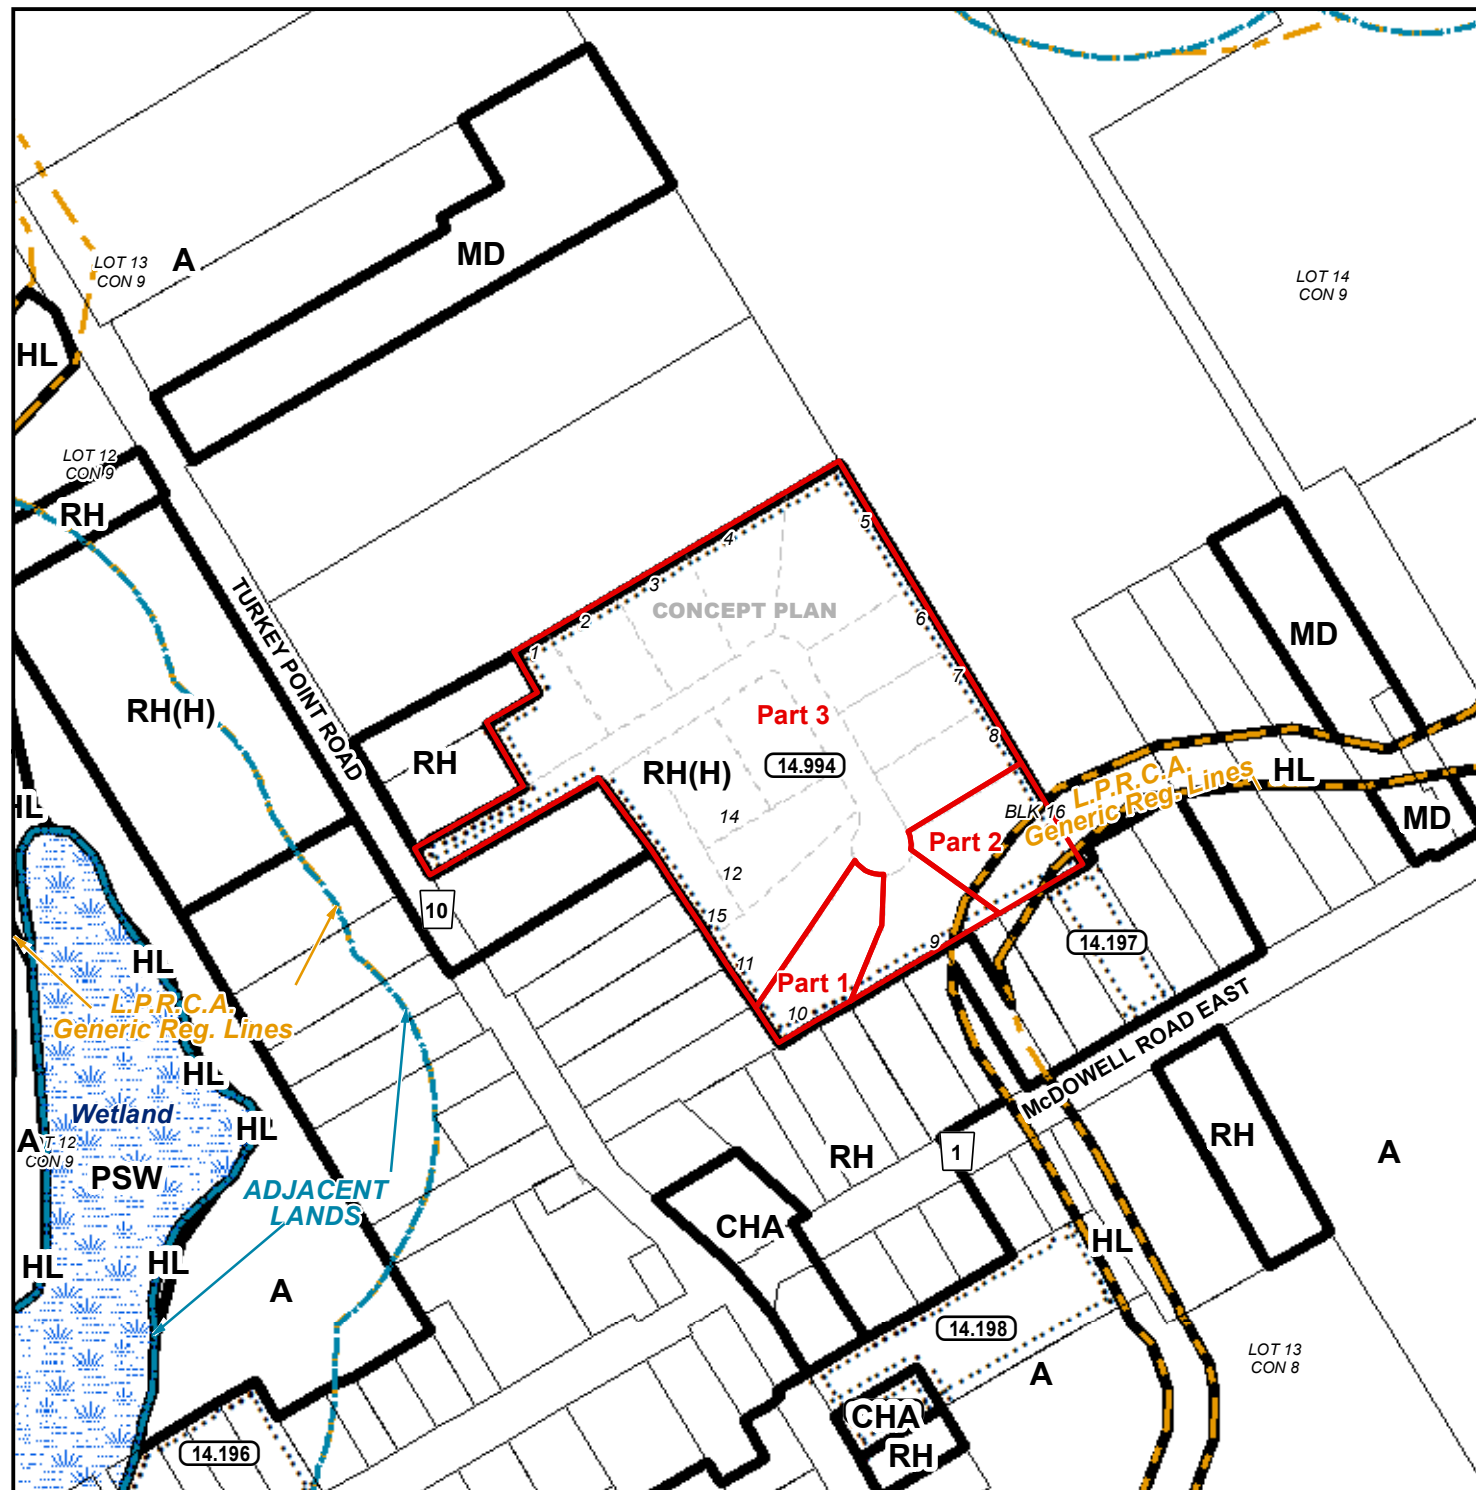 LOT 13
CON 9
A
MD
LOT 14
CON 9
HL
LOT 12
CON 9
RH
TURKEY POINT ROAD
1
2
3
4
5
6
7
8
CONCEPT PLAN
MD
RH(H)
Part 3
14.994
RH
RH(H)
L.P.R.C.A.
Generic Reg. Lines
HL
BLK 16
MD
HL
14
Part 2
12
10
15
9
14.197
HL
11
Part 1
10
L.P.R.C.A.
Generic Reg. Lines
McDOWELL ROAD EAST
HL
Wetland
HL
A
T 12
CON 9
PSW
RH
1
RH
A
ADJACENT
LANDS
CHA
HL
HL
HL
A
14.198
LOT 13
CON 8
A
CHA
RH
14.196